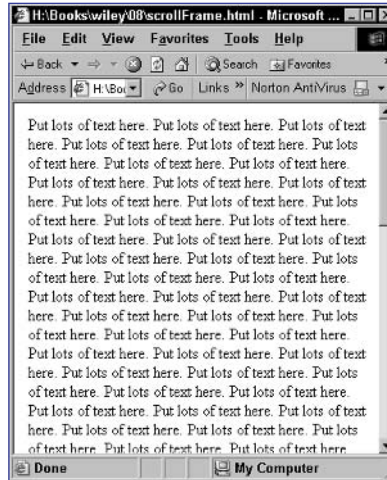 H:\Books\wiley\08\scrollFrame.html - Microsoft ...
File Edit View Favorites Tools Help
Back Search Favorites
Address H:\Bo Go Links » Norton AntiVirus
Put lots of text here. Put lots of text here. Put lots of text
here. Put lots of text here. Put lots of text here. Put lots
of text here. Put lots of text here. Put lots of text here.
Put lots of text here. Put lots of text here. Put lots of text
here. Put lots of text here. Put lots of text here. Put lots
of text here. Put lots of text here. Put lots of text here.
Put lots of text here. Put lots of text here. Put lots of text
here. Put lots of text here. Put lots of text here. Put lots
of text here. Put lots of text here. Put lots of text here.
Put lots of text here. Put lots of text here. Put lots of text
here. Put lots of text here. Put lots of text here. Put lots
of text here. Put lots of text here. Put lots of text here.
Put lots of text here. Put lots of text here. Put lots of text
here. Put lots of text here. Put lots of text here. Put lots
of text here. Put lots of text here. Put lots of text here.
Put lots of text here. Put lots of text here. Put lots of text
here. Put lots of text here. Put lots of text here. Put lots
of text here. Put lots of text here. Put lots of text here.
Done My Computer